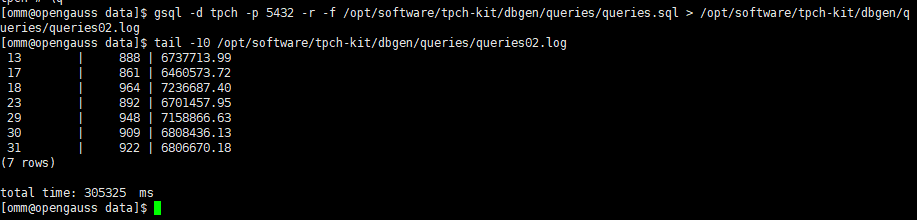 [omm@opengauss data]$ gsql -d tpch -p 5432 -r -f /opt/software/tpch-kit/dbgen/queries/queries.sql > /opt/software/tpch-kit/dbgen/q
ueries/queries02.log
[omm@opengauss data]$ tail -10 /opt/software/tpch-kit/dbgen/queries/queries02.log
 13         |     888 | 6737713.99
 17         |     861 | 6460573.72
 18         |     964 | 7236687.40
 23         |     892 | 6701457.95
 29         |     948 | 7158866.63
 30         |     909 | 6808436.13
 31         |     922 | 6806670.18
(7 rows)

total time: 305325  ms
[omm@opengauss data]$